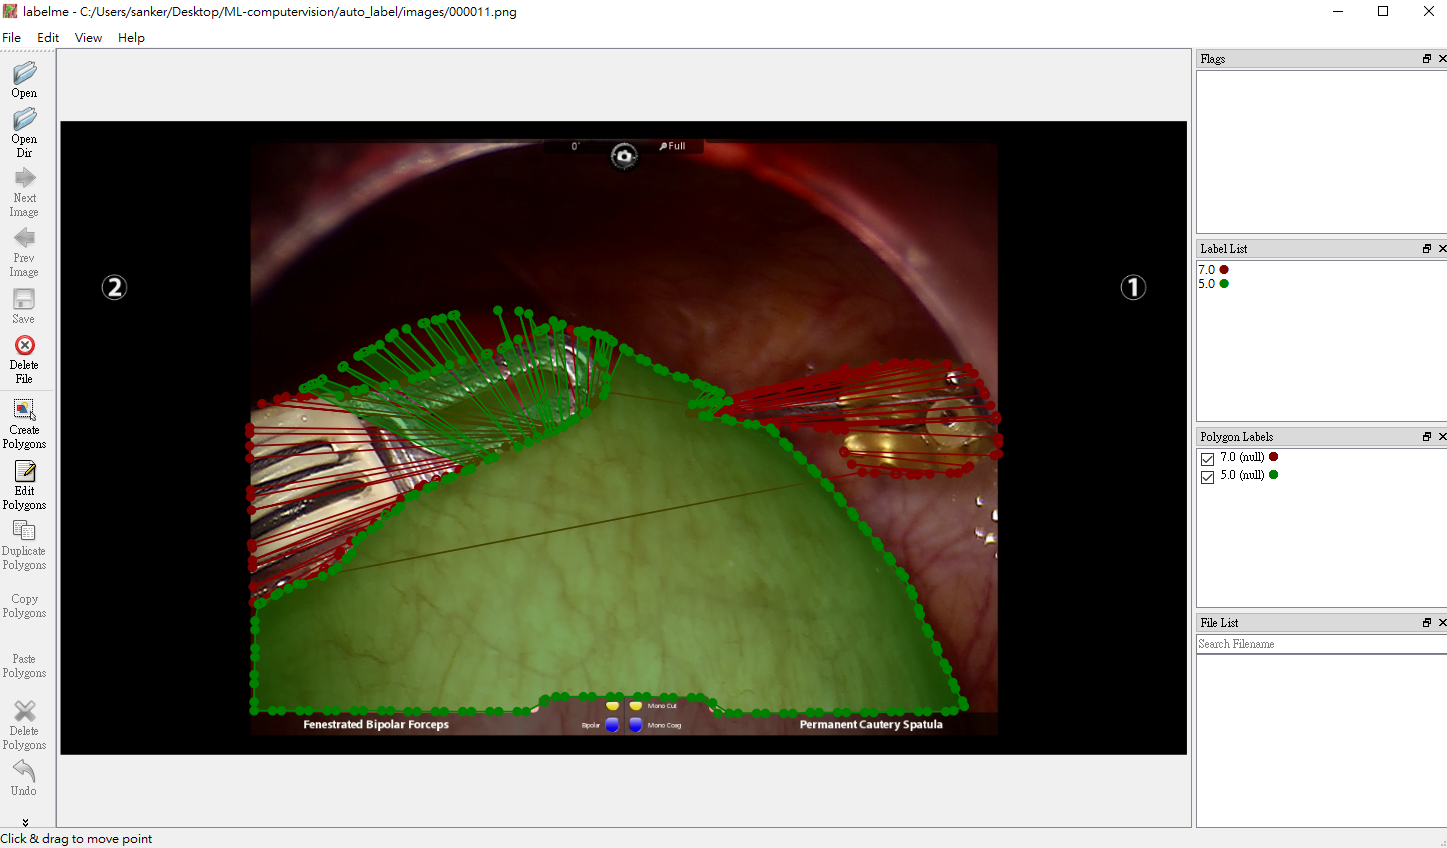 labelme - C:/Users/sanker/Desktop/ML-computervision/auto_label/images/000011.png
File Edit View Help
Open
Open
Dir
Next
Image
Prev
Image
Save
Delete
File
Create
Polygons
Edit
Polygons
Duplicate
Polygons
Copy
Polygons
Paste
Polygons
Delete
Polygons
Undo
0°
Full
2
1
Fenestrated Bipolar Forceps
Bipolar
Mono Cut
Mono Coag
Permanent Cautery Spatula
Flags
Label List
7.0
5.0
Polygon Labels
7.0 (null)
5.0 (null)
File List
Search Filename
Click & drag to move point